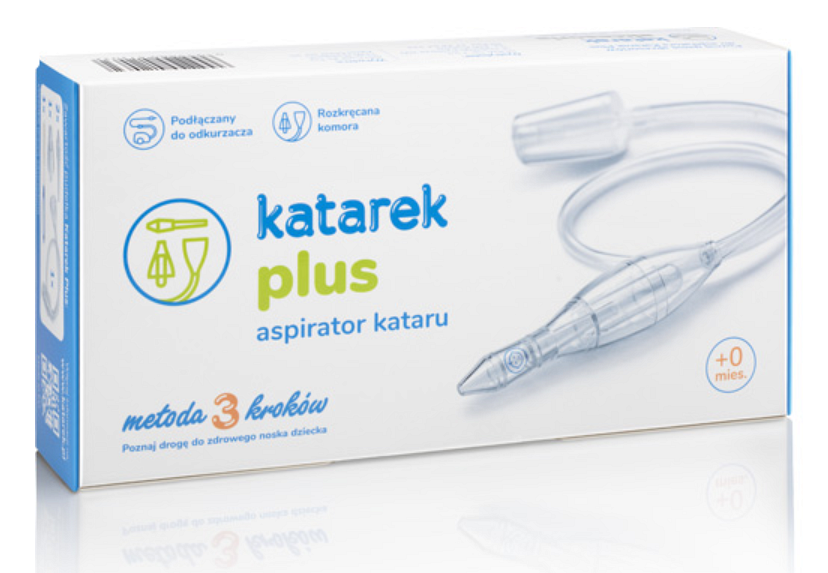 Podłączany
do odkurzacza
Rozkręcana
komora
katarek
plus
aspirator kataru
+0
mies.
metoda 3 kroków
Poznaj drogę do zdrowego noska dziecka